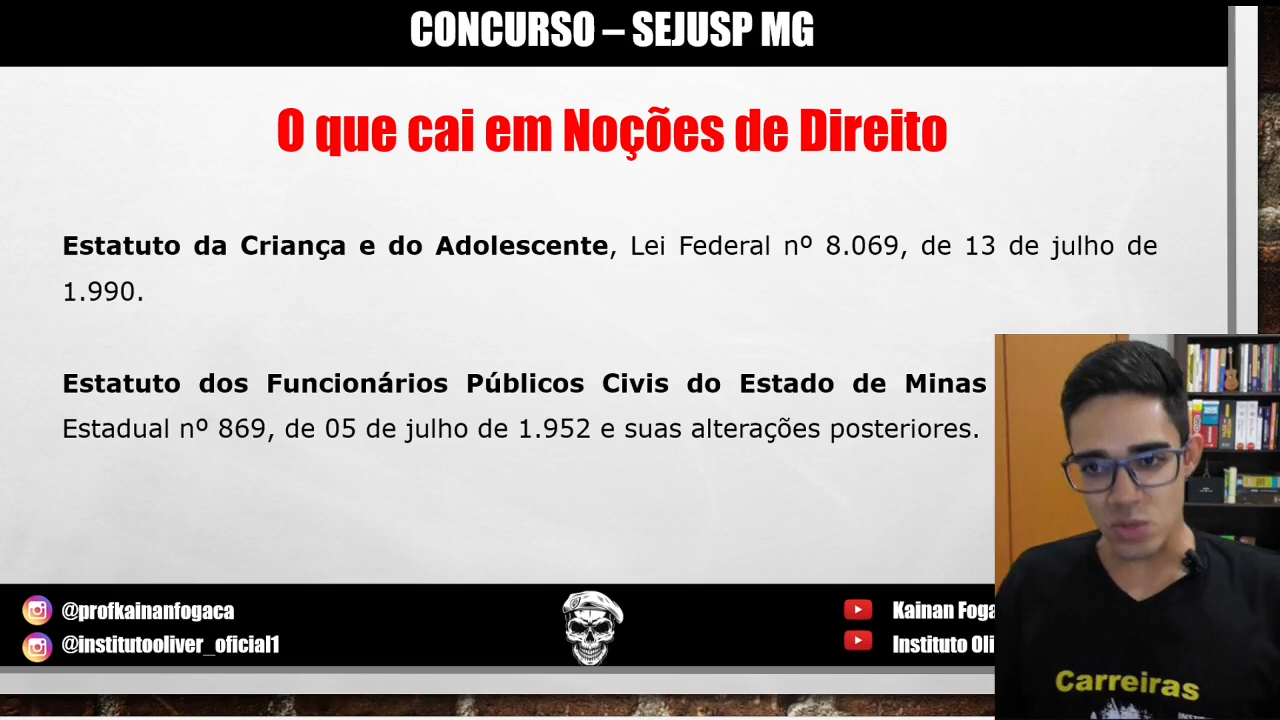 CONCURSO – SEJUSP MG
O que cai em Noções de Direito
Estatuto da Criança e do Adolescente, Lei Federal nº 8.069, de 13 de julho de
1.990.
Estatuto dos Funcionários Públicos Civis do Estado de Minas
Estadual nº 869, de 05 de julho de 1.952 e suas alterações posteriores.
@profkainanfogaca
@institutooliver_oficial1
Kainan Foga
Instituto Oli
Carreiras